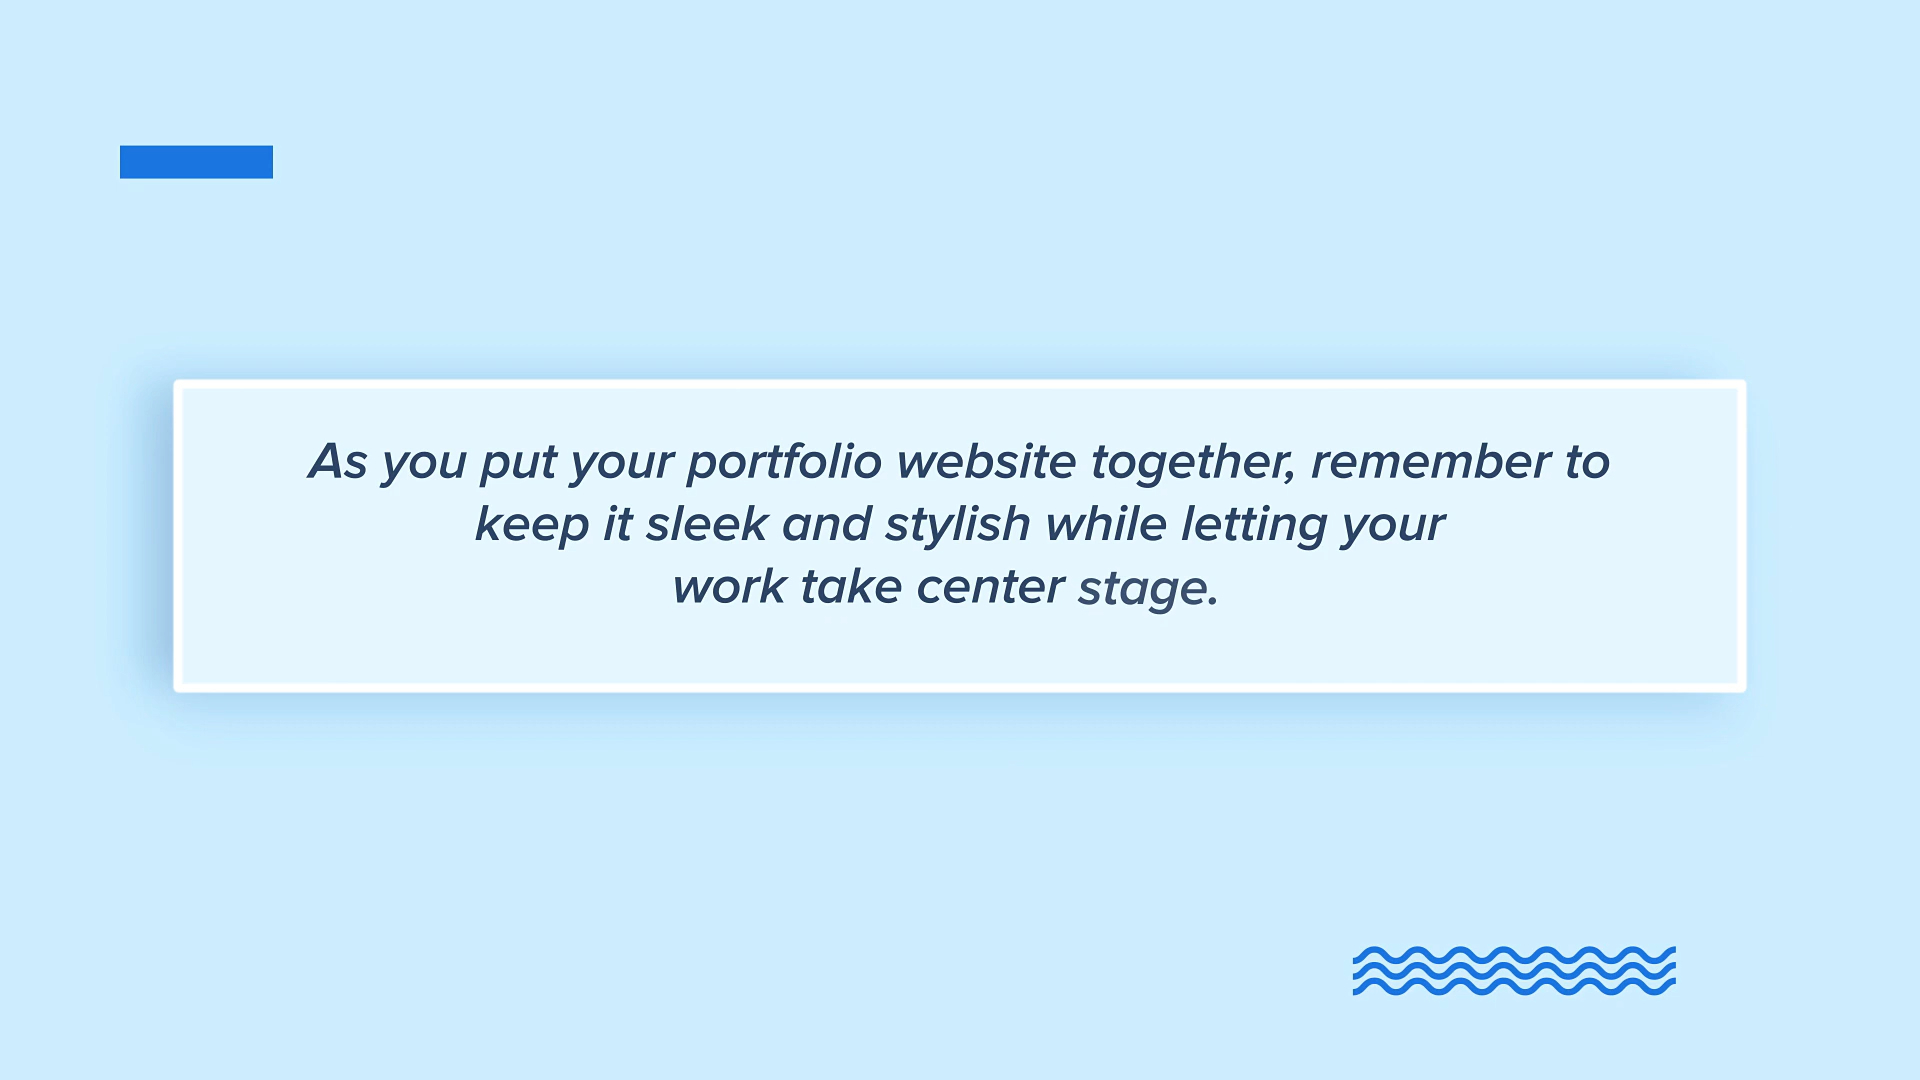 As you put your portfolio website together, remember to
keep it sleek and stylish while letting your
work take center stage.